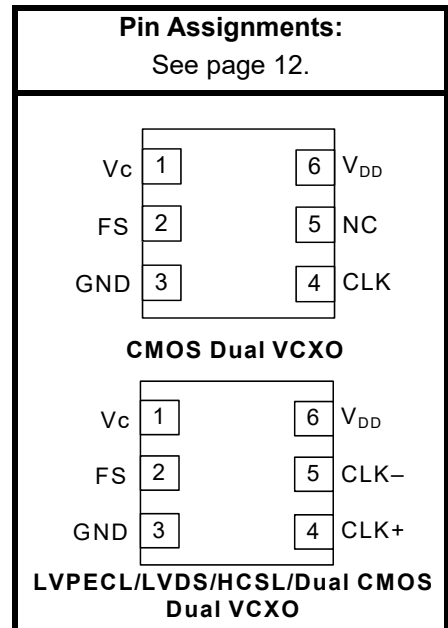 Pin Assignments:
See page 12.
Vc 1 6 VDD
FS 2 5 NC
GND 3 4 CLK
CMOS Dual VCXO
Vc 1 6 VDD
FS 2 5 CLK–
GND 3 4 CLK+
LVPECL/LVDS/HCSL/Dual CMOS
Dual VCXO